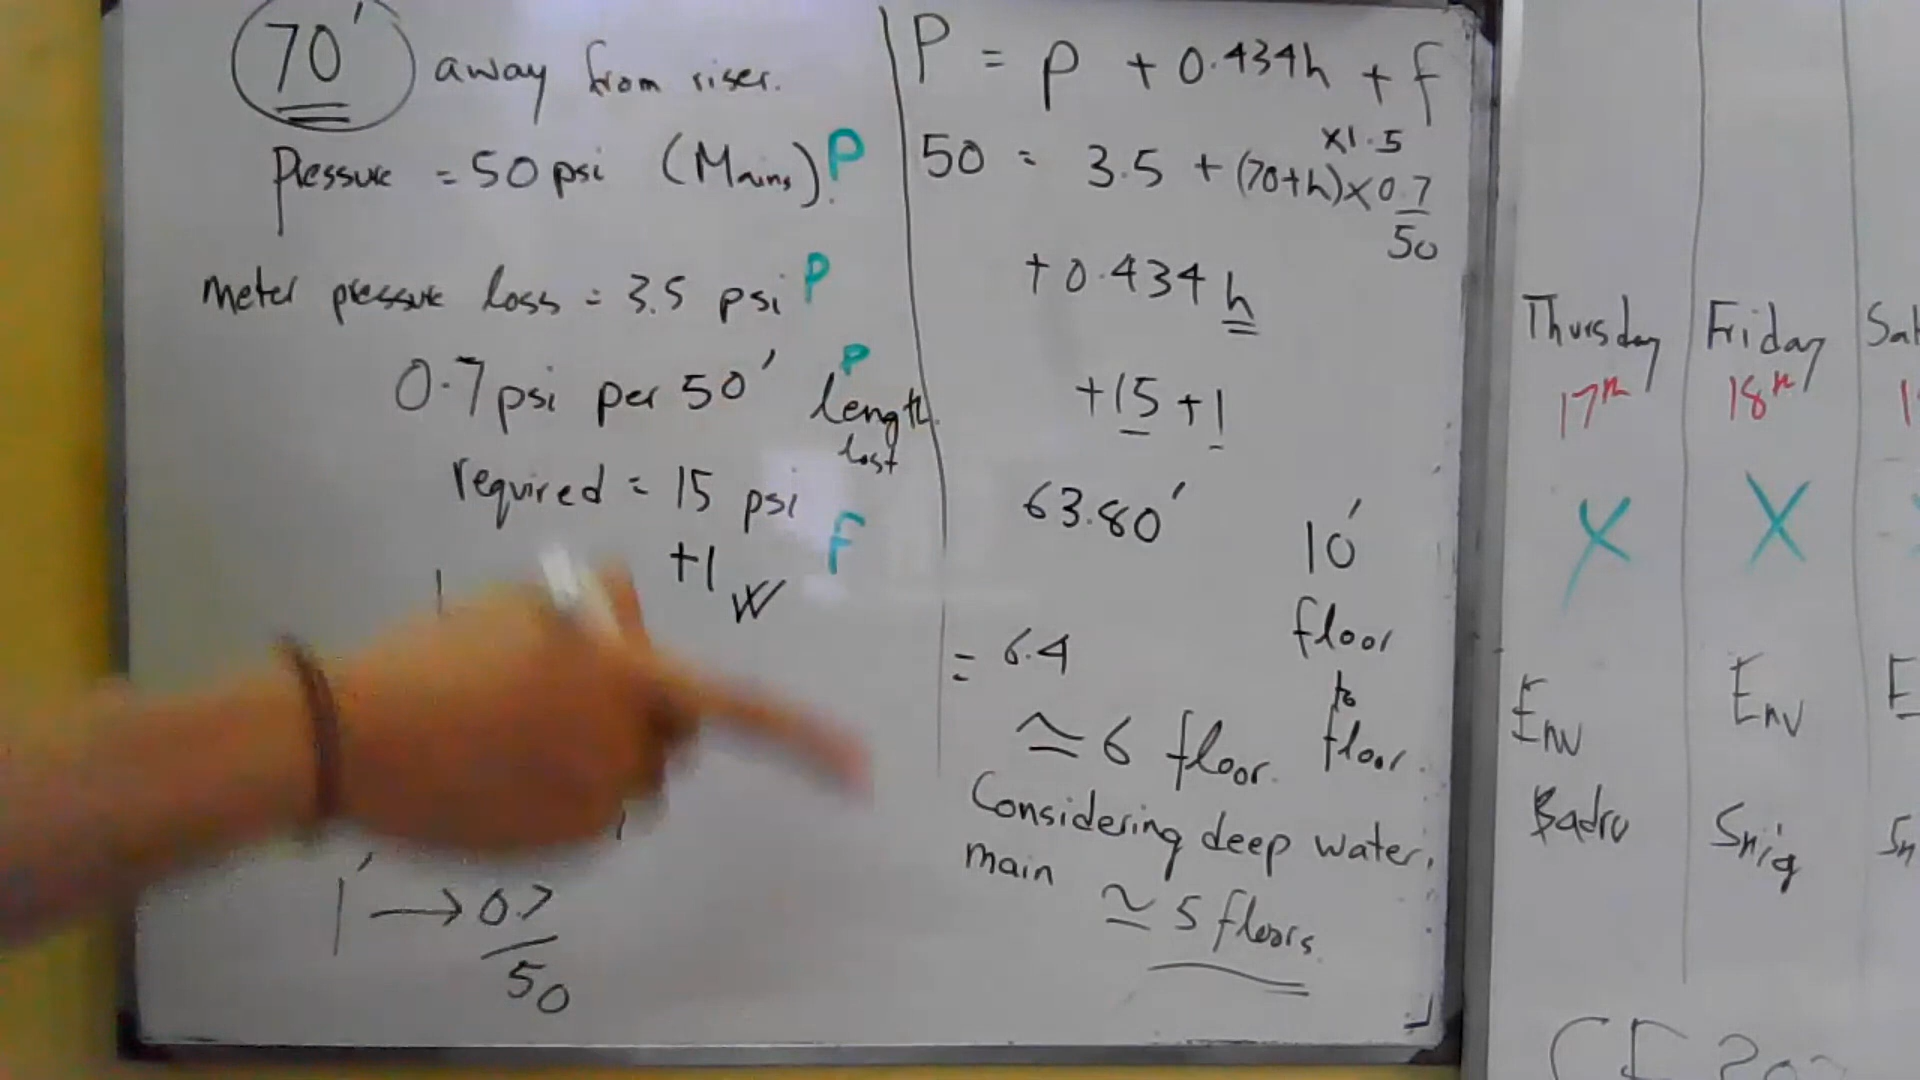 70' away from riser.
Pressure = 50 psi (Mains). P
meter pressure loss = 3.5 psi P
0.7 psi per 50' length P
lost
required = 15 psi
+1 F
W
1' → 0.7
50
P = p + 0.434h + f
x1.5
50 = 3.5 + (70+h) x 0.7
50
+ 0.434 h
+15 +1
63.80' 10'
floor
= 6.4 to
≃ 6 floor. floor.
Considering deep water.
main
≃ 5 floors.
Thursday Friday
17th 18th
X X
Env Env E
Badru Sniq Sn